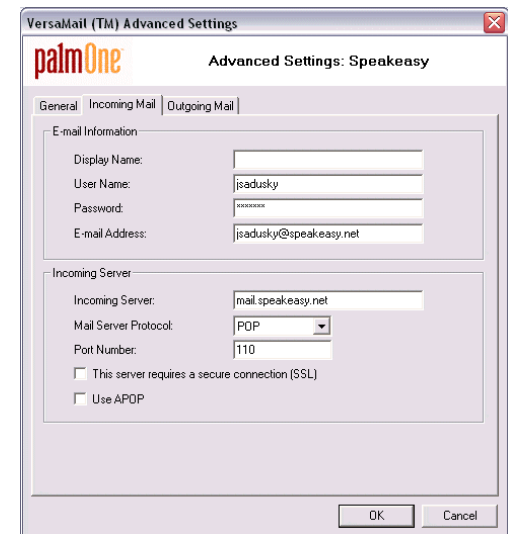 VersaMail (TM) Advanced Settings
palmOne
Advanced Settings: Speakeasy
General Incoming Mail Outgoing Mail
E-mail Information
Display Name:
User Name: jsadusky
Password: xxxxxxx
E-mail Address: jsadusky@speakeasy.net
Incoming Server
Incoming Server: mail.speakeasy.net
Mail Server Protocol: POP
Port Number: 110
This server requires a secure connection (SSL)
Use APOP
OK Cancel